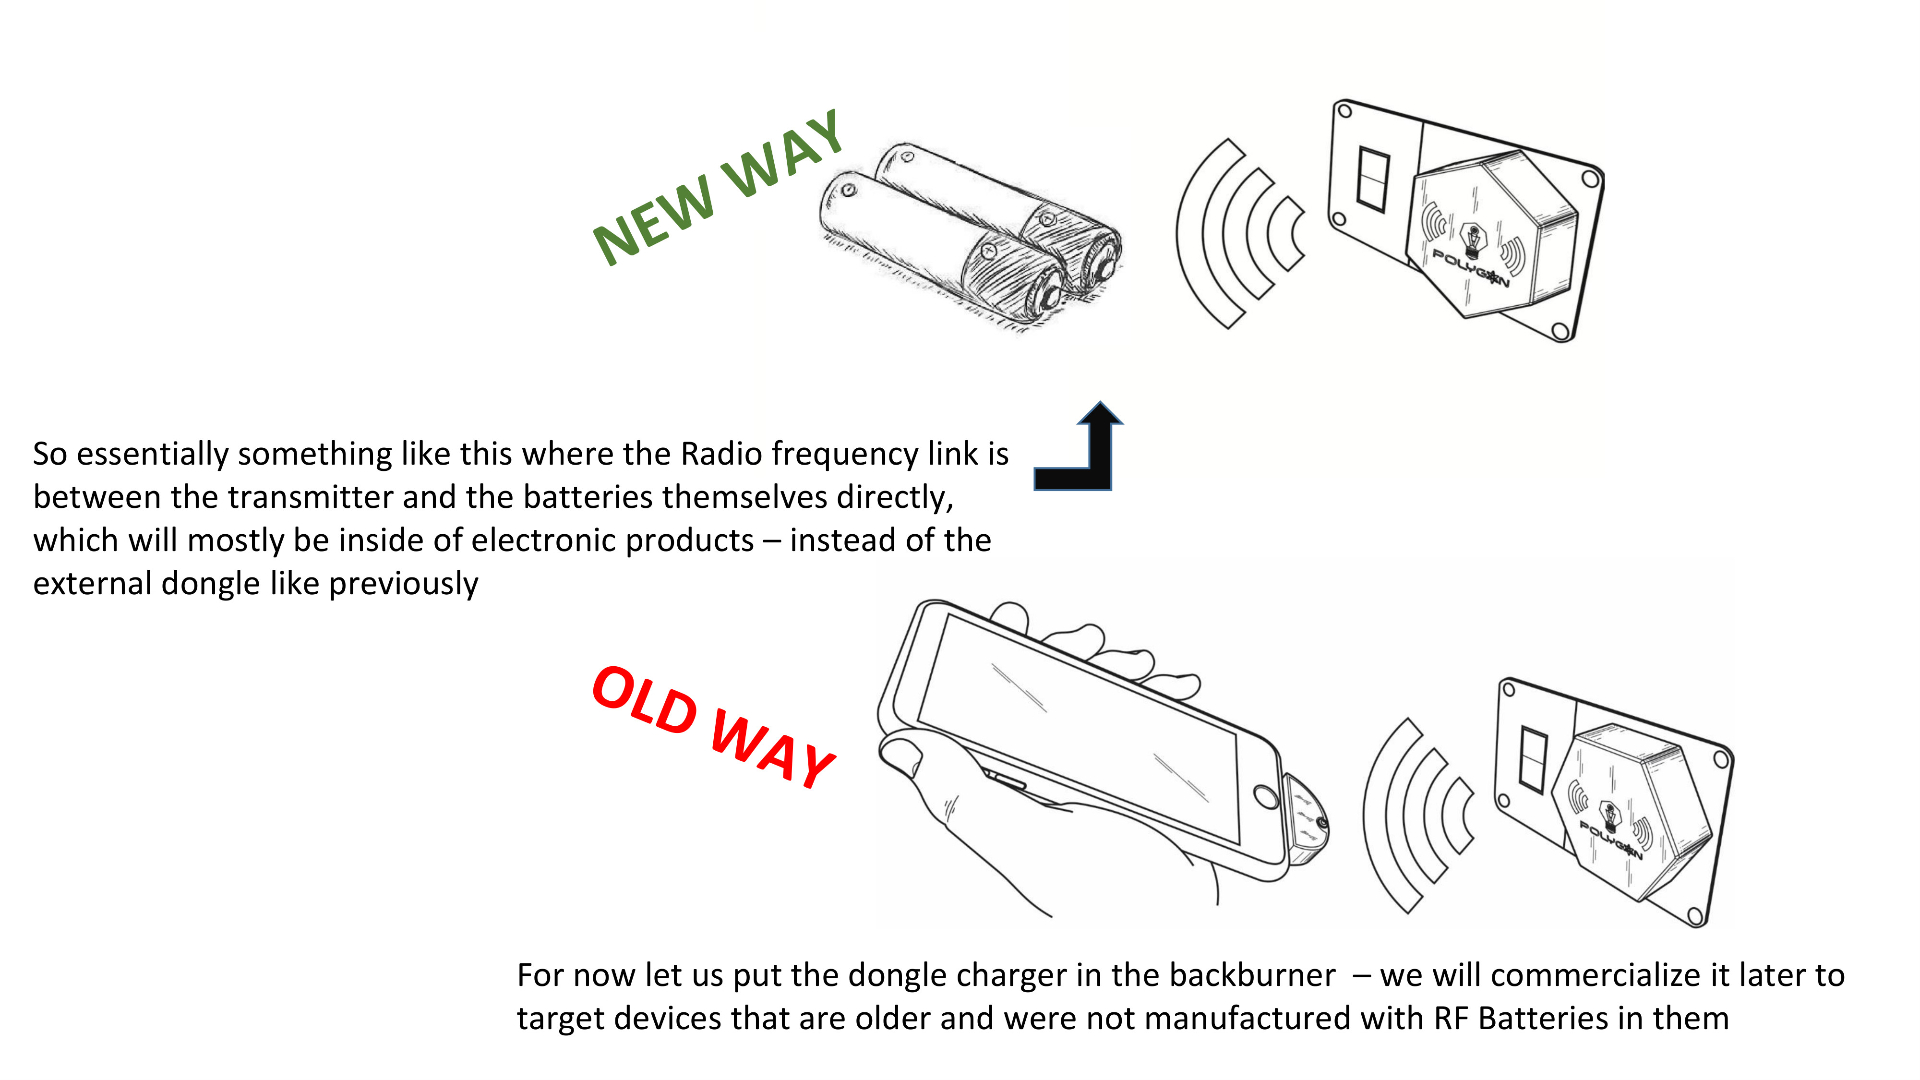 NEW WAY
POLYGON
So essentially something like this where the Radio frequency link is
between the transmitter and the batteries themselves directly,
which will mostly be inside of electronic products – instead of the
external dongle like previously
OLD WAY
POLYGON
For now let us put the dongle charger in the backburner  – we will commercialize it later to
target devices that are older and were not manufactured with RF Batteries in them